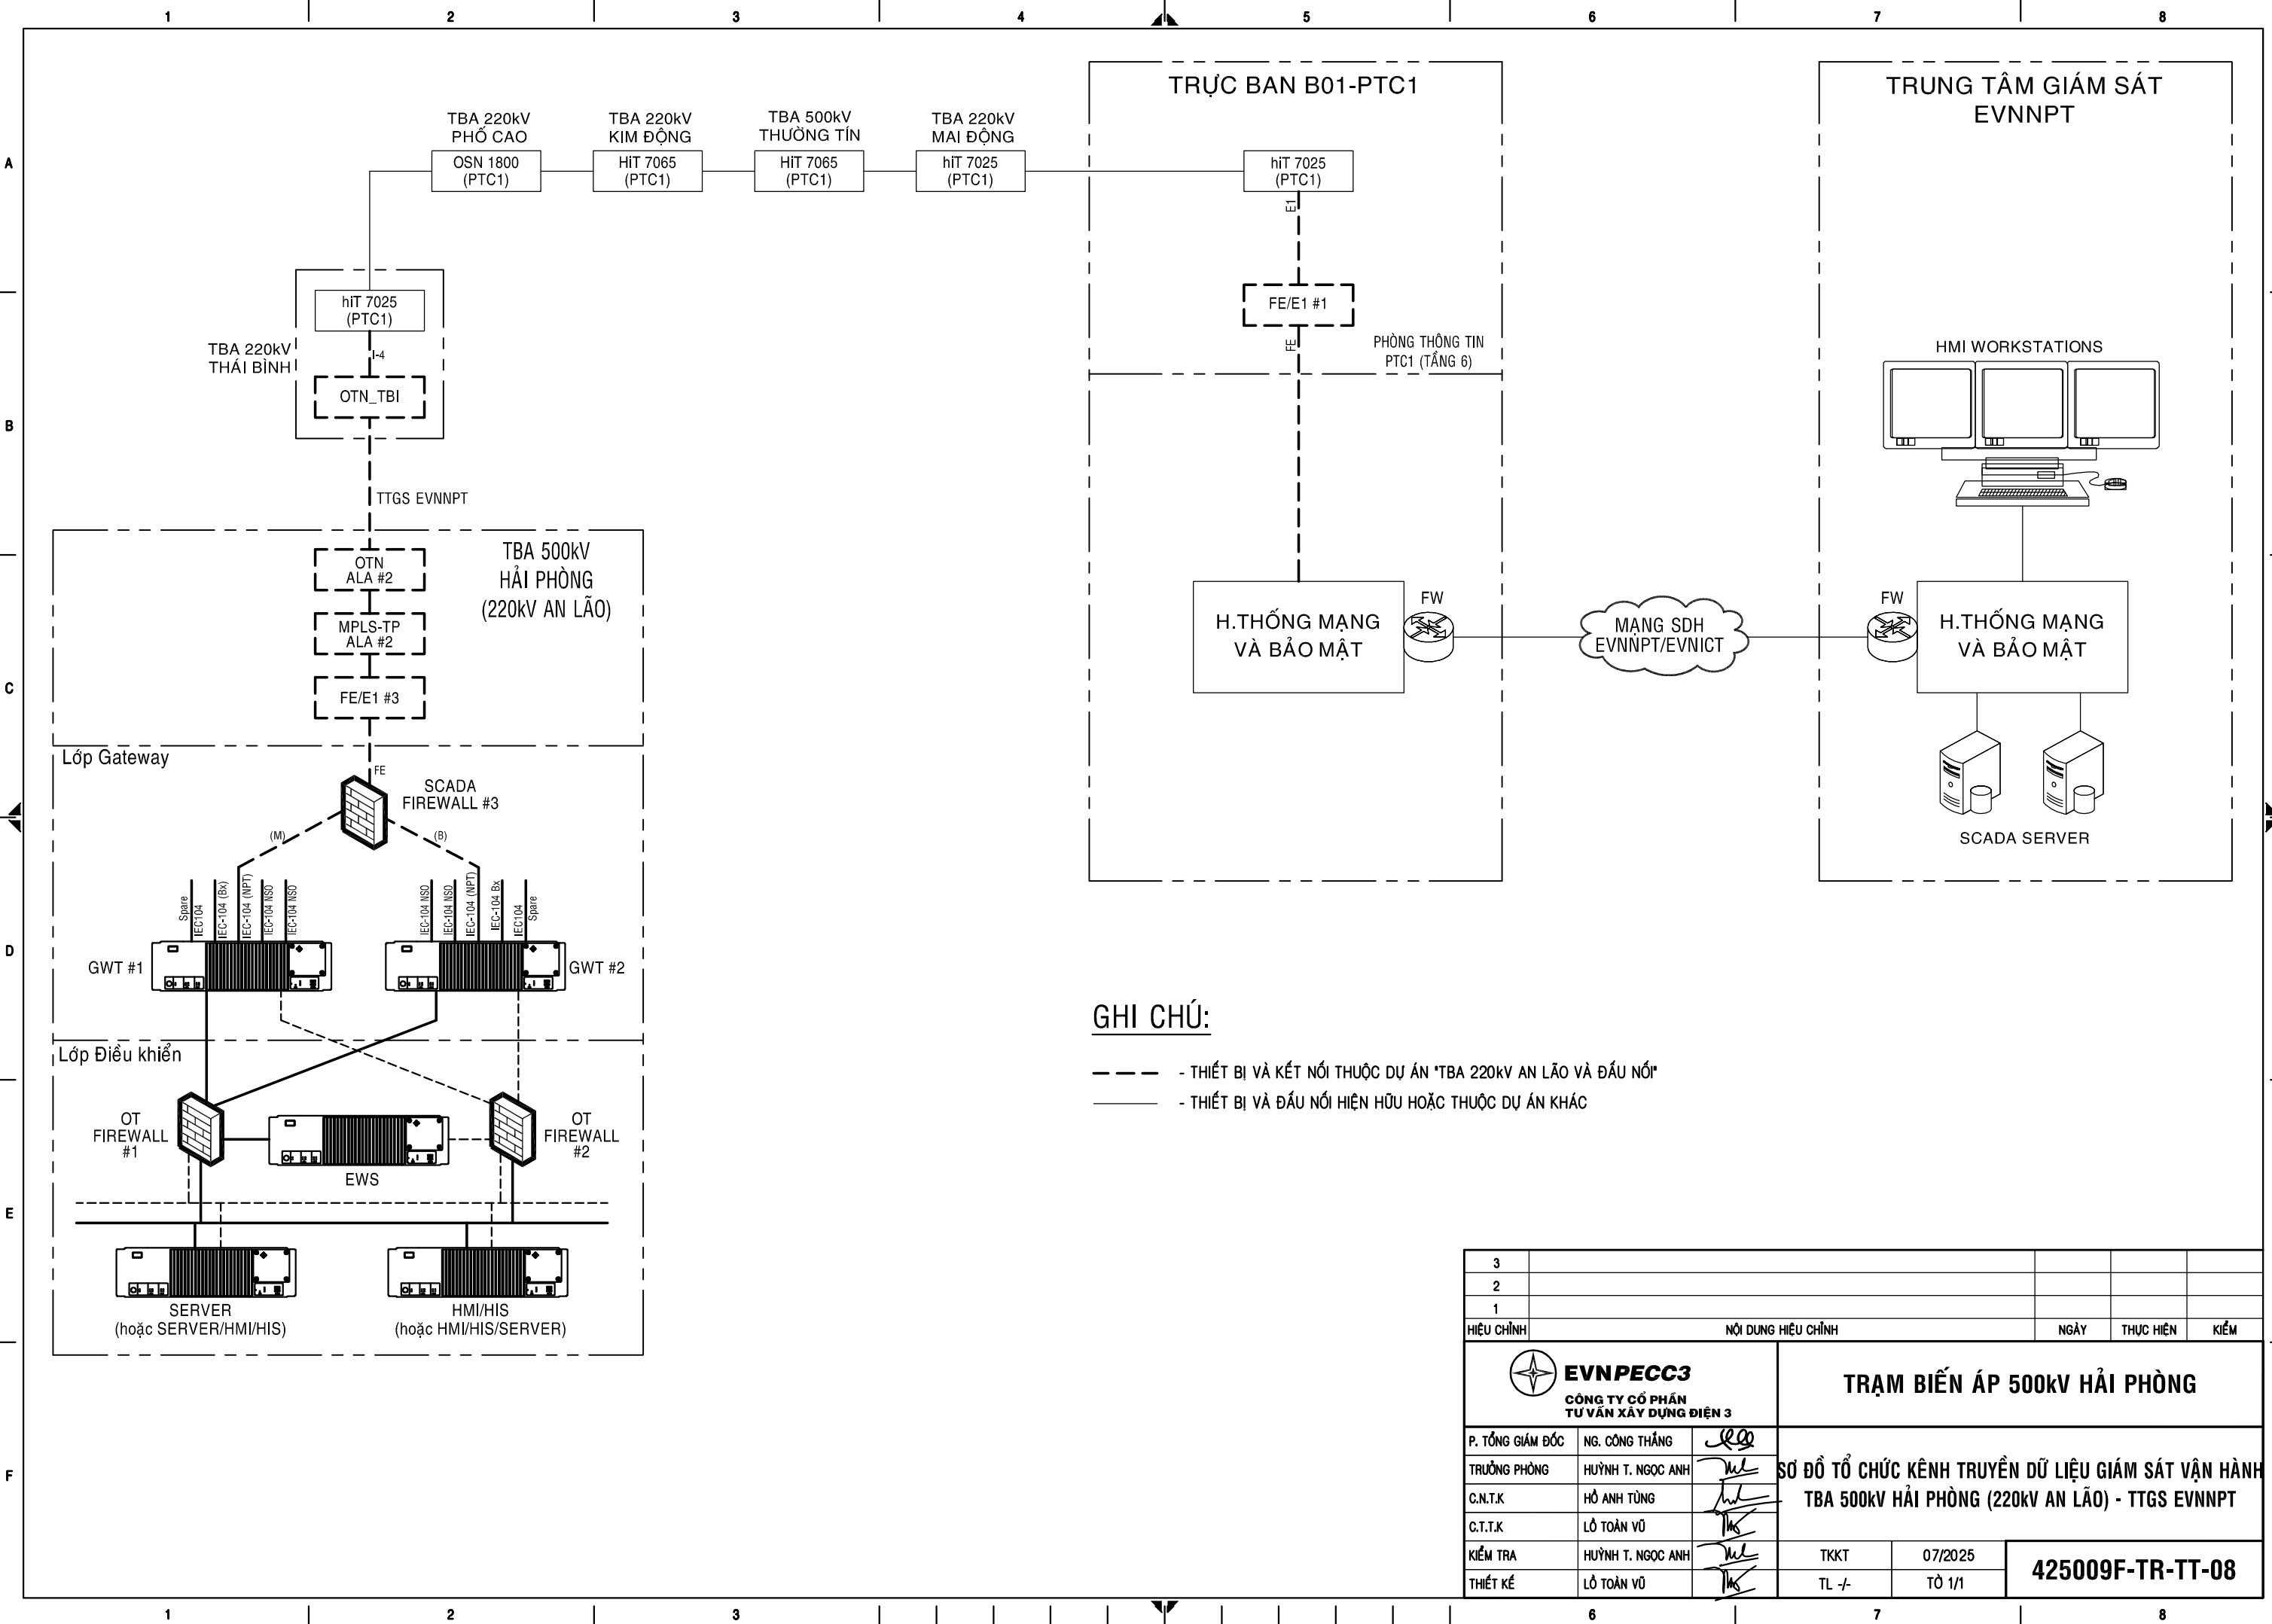 1 2 3 4 5 6 7 8
A
B
C
D
E
F
TBA 220kV
PHỐ CAO
OSN 1800
(PTC1)
TBA 220kV
KIM ĐỘNG
HiT 7065
(PTC1)
TBA 500kV
THƯỜNG TÍN
HiT 7065
(PTC1)
TBA 220kV
MAI ĐỘNG
hiT 7025
(PTC1)
TRỰC BAN B01-PTC1
hiT 7025
(PTC1)
E1
FE/E1 #1
FE
PHÒNG THÔNG TIN
PTC1 (TẦNG 6)
H.THỐNG MẠNG
VÀ BẢO MẬT
FW
MẠNG SDH
EVNNPT/EVNICT
TRUNG TÂM GIÁM SÁT
EVNNPT
HMI WORKSTATIONS
FW
H.THỐNG MẠNG
VÀ BẢO MẬT
SCADA SERVER
hiT 7025
(PTC1)
I-4
TBA 220kV
THÁI BÌNH
OTN_TBI
TTGS EVNNPT
TBA 500kV
HẢI PHÒNG
(220kV AN LÃO)
OTN
ALA #2
MPLS-TP
ALA #2
FE/E1 #3
Lớp Gateway
FE
SCADA
FIREWALL #3
(M)
(B)
Spare
IEC104
IEC-104 (Bx)
IEC-104 (NPT)
IEC-104 NSO
IEC-104 NSO
IEC-104 NSO
IEC-104 NSO
IEC-104 (NPT)
IEC-104 Bx
IEC104
Spare
GWT #1
GWT #2
Lớp Điều khiển
OT
FIREWALL
#1
EWS
OT
FIREWALL
#2
SERVER
(hoặc SERVER/HMI/HIS)
HMI/HIS
(hoặc HMI/HIS/SERVER)
GHI CHÚ:
- THIẾT BỊ VÀ KẾT NỐI THUỘC DỰ ÁN "TBA 220kV AN LÃO VÀ ĐẤU NỐI"
- THIẾT BỊ VÀ ĐẤU NỐI HIỆN HỮU HOẶC THUỘC DỰ ÁN KHÁC
3
2
1
HIỆU CHỈNH NỘI DUNG HIỆU CHỈNH NGÀY THỰC HIỆN KIỂM
EVNPECC3
CÔNG TY CỔ PHẦN
TƯ VẤN XÂY DỰNG ĐIỆN 3
TRẠM BIẾN ÁP 500kV HẢI PHÒNG
P. TỔNG GIÁM ĐỐC NG. CÔNG THẮNG
TRƯỞNG PHÒNG HUỲNH T. NGỌC ANH
C.N.T.K HỒ ANH TÙNG
C.T.T.K LỒ TOÀN VŨ
KIỂM TRA HUỲNH T. NGỌC ANH
THIẾT KẾ LỒ TOÀN VŨ
SƠ ĐỒ TỔ CHỨC KÊNH TRUYỀN DỮ LIỆU GIÁM SÁT VẬN HÀNH
TBA 500kV HẢI PHÒNG (220kV AN LÃO) - TTGS EVNNPT
TKKT 07/2025
TL -/- TỜ 1/1
425009F-TR-TT-08
1 2 3 6 7 8